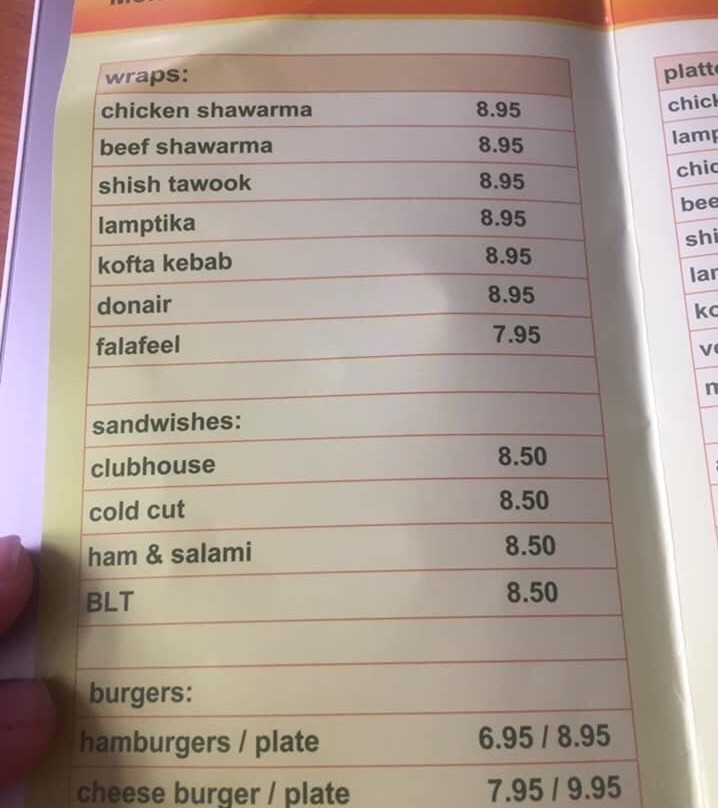 wraps:
chicken shawarma 8.95
beef shawarma 8.95
shish tawook 8.95
lamptika 8.95
kofta kebab 8.95
donair 8.95
falafeel 7.95
sandwishes:
clubhouse 8.50
cold cut 8.50
ham & salami 8.50
BLT 8.50
burgers:
hamburgers / plate 6.95 / 8.95
cheese burger / plate 7.95 / 9.95